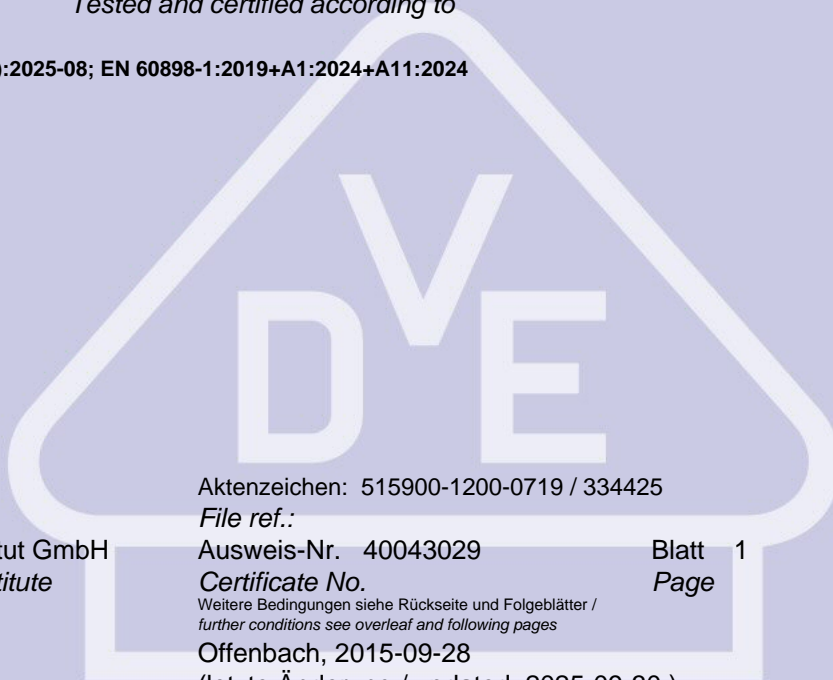 Tested and certified according to
):2025-08; EN 60898-1:2019+A1:2024+A11:2024
VDE
Aktenzeichen: 515900-1200-0719 / 334425
File ref.:
tut GmbH Ausweis-Nr. 40043029 Blatt 1
titute Certificate No. Page
Weitere Bedingungen siehe Rückseite und Folgeblätter /
further conditions see overleaf and following pages
Offenbach, 2015-09-28